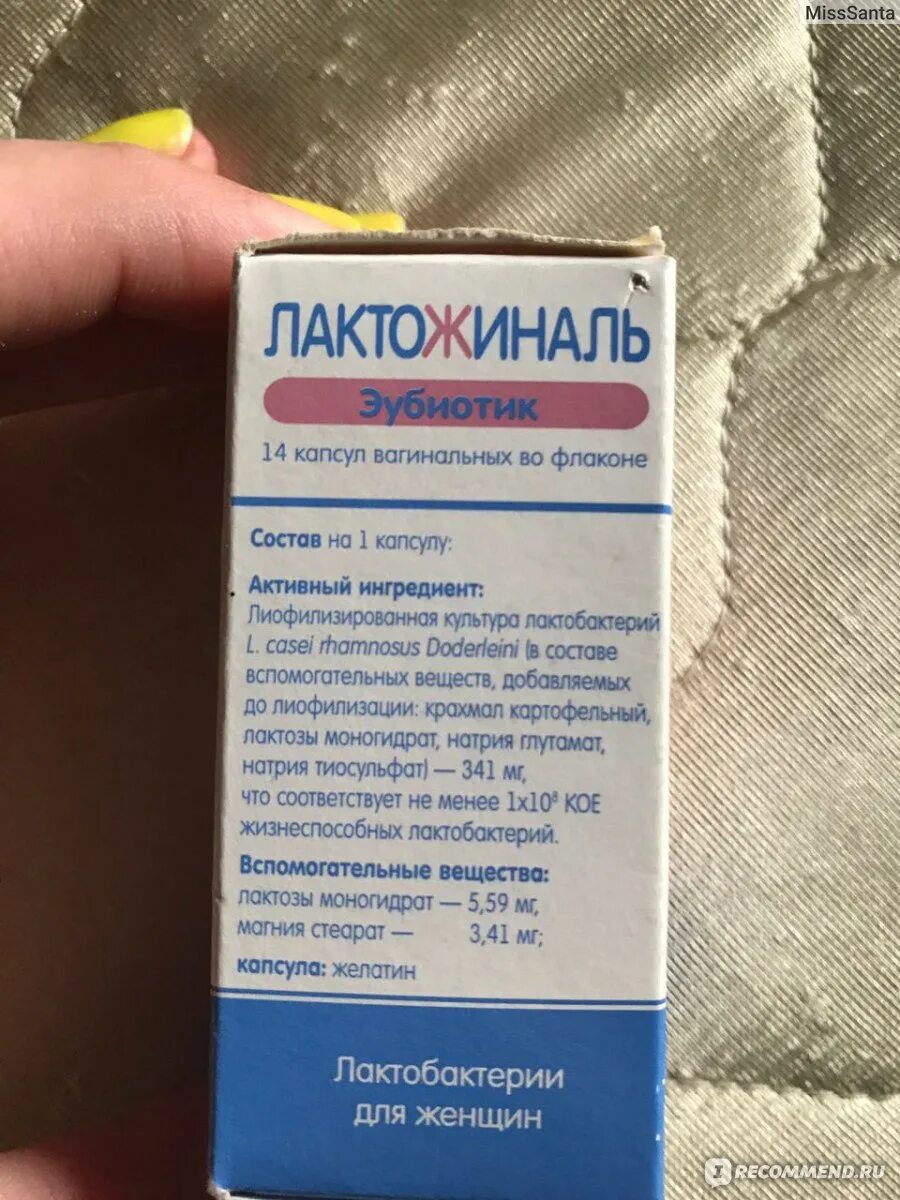 MissSanta
ЛАКТОЖИНАЛЬ
Эубиотик
14 капсул вагинальных во флаконе
Состав на 1 капсулу:
Активный ингредиент:
Лиофилизированная культура лактобактерий
L. casei rhamnosus Doderleini (в составе
вспомогательных веществ, добавляемых
до лиофилизации: крахмал картофельный,
лактозы моногидрат, натрия глутамат,
натрия тиосульфат) — 341 мг,
что соответствует не менее 1x10⁸ КОЕ
жизнеспособных лактобактерий.
Вспомогательные вещества:
лактозы моногидрат — 5,59 мг,
магния стеарат — 3,41 мг;
капсула: желатин
Лактобактерии
для женщин
IRECOMMEND.RU